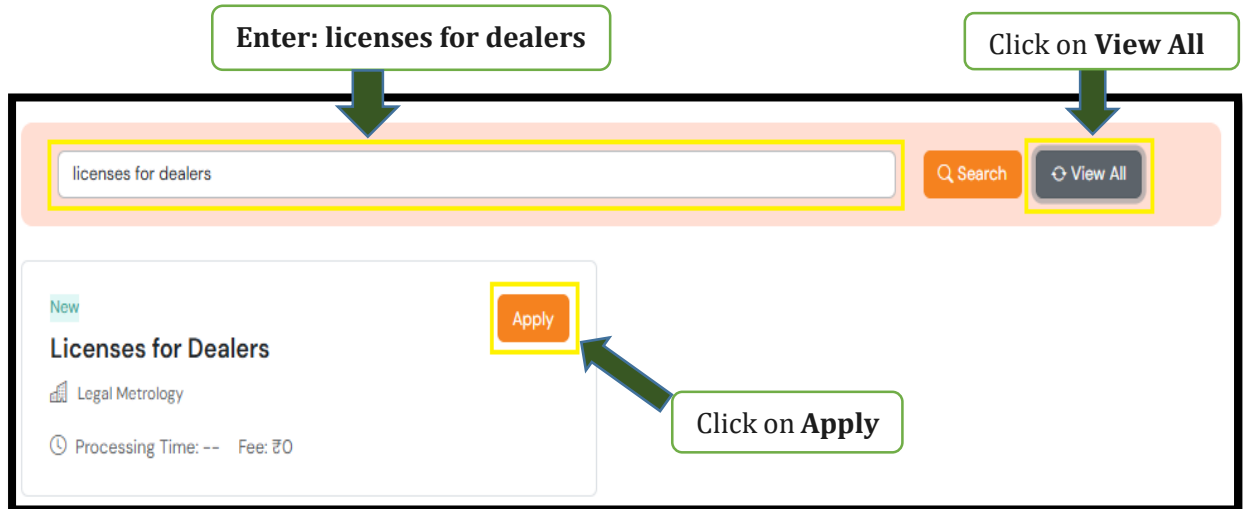 Enter: licenses for dealers
Click on View All
licenses for dealers
Search
View All
New
Apply
Licenses for Dealers
Legal Metrology
Click on Apply
Processing Time: -- Fee: ₹0